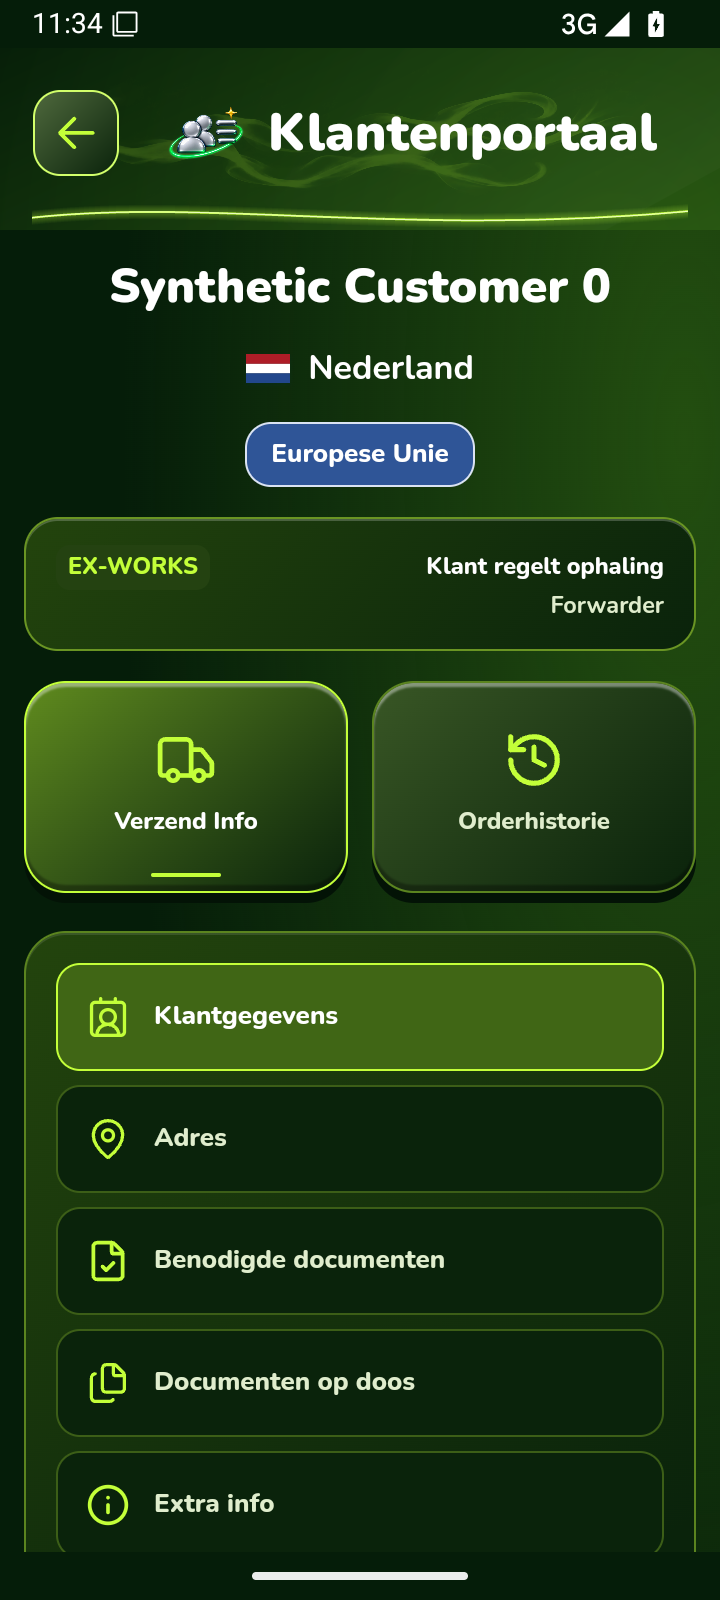 11:34
3G
Klantenportaal
Synthetic Customer 0
Nederland
Europese Unie
EX-WORKS
Klant regelt ophaling
Forwarder
Verzend Info
Orderhistorie
Klantgegevens
Adres
Benodigde documenten
Documenten op doos
Extra info